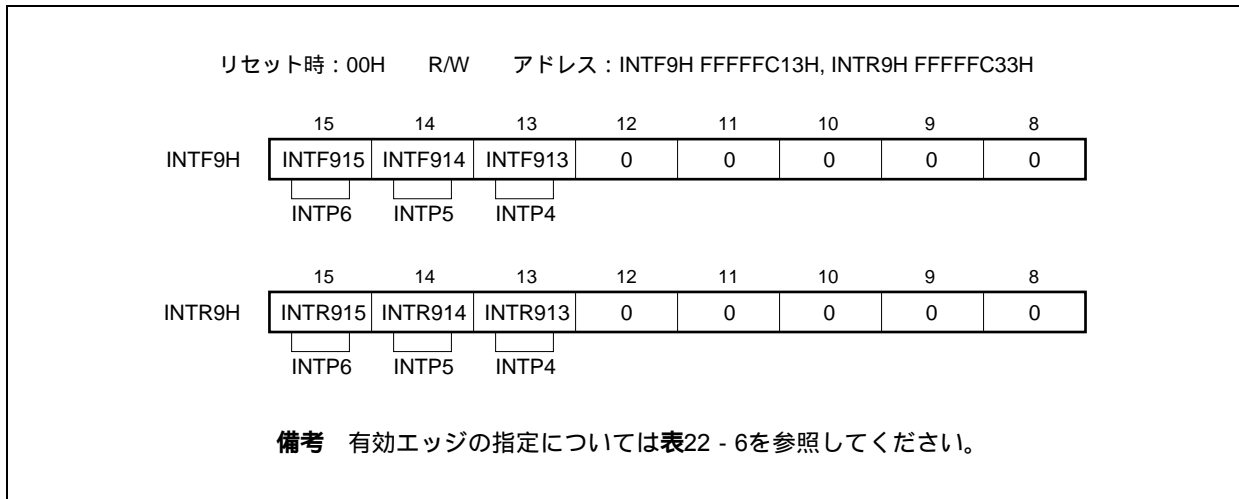 リセット時：00H　　R/W　　アドレス：INTF9H FFFFFC13H, INTR9H FFFFFC33H
15 14 13 12 11 10 9 8
INTF9H INTF915 INTF914 INTF913 0 0 0 0 0
INTP6 INTP5 INTP4
15 14 13 12 11 10 9 8
INTR9H INTR915 INTR914 INTR913 0 0 0 0 0
INTP6 INTP5 INTP4
備考　有効エッジの指定については表22‐6を参照してください。